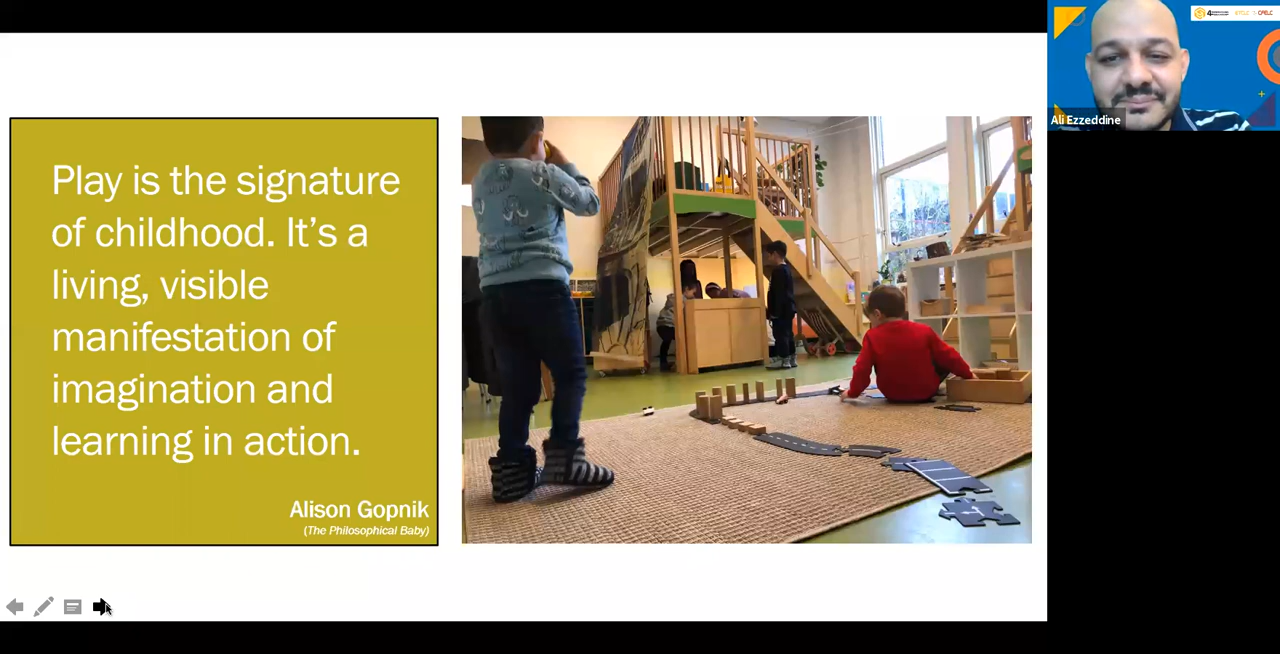 Play is the signature
of childhood. It's a
living, visible
manifestation of
imagination and
learning in action.
Alison Gopnik
(The Philosophical Baby)
Ali Ezzeddine